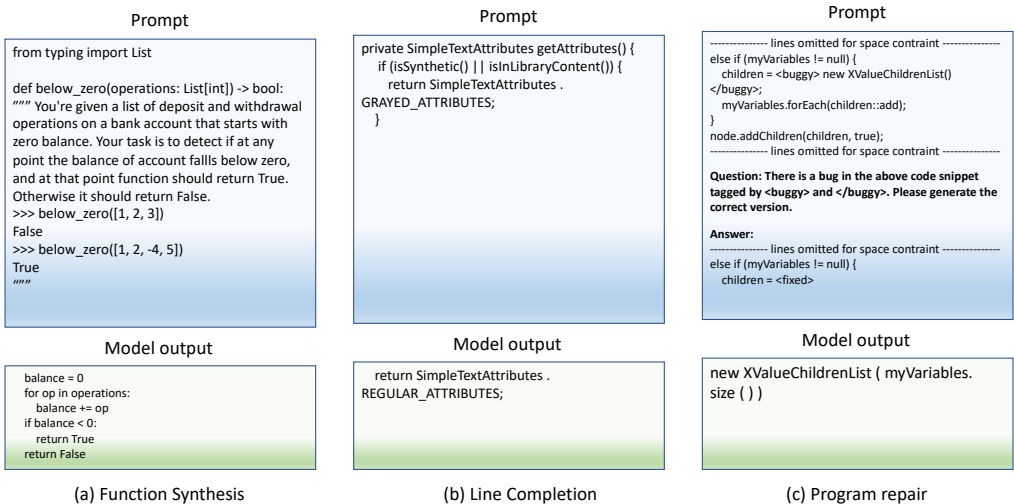 Prompt
from typing import List
def below_zero(operations: List[int]) -> bool:
””” You're given a list of deposit and withdrawal
operations on a bank account that starts with
zero balance. Your task is to detect if at any
point the balance of account fallls below zero,
and at that point function should return True.
Otherwise it should return False.
>>> below_zero([1, 2, 3])
False
>>> below_zero([1, 2, -4, 5])
True
“””
Model output
balance = 0
for op in operations:
balance += op
if balance < 0:
return True
return False
(a) Function Synthesis
Prompt
private SimpleTextAttributes getAttributes() {
if (isSynthetic() || isInLibraryContent()) {
return SimpleTextAttributes .
GRAYED_ATTRIBUTES;
}
Model output
return SimpleTextAttributes .
REGULAR_ATTRIBUTES;
(b) Line Completion
Prompt
--------------- lines omitted for space contraint ---------------
else if (myVariables != null) {
children = <buggy> new XValueChildrenList()
</buggy>;
myVariables.forEach(children::add);
}
node.addChildren(children, true);
--------------- lines omitted for space contraint ---------------
Question: There is a bug in the above code snippet
tagged by <buggy> and </buggy>. Please generate the
correct version.
Answer:
--------------- lines omitted for space contraint ---------------
else if (myVariables != null) {
children = <fixed>
Model output
new XValueChildrenList ( myVariables.
size ( ) )
(c) Program repair